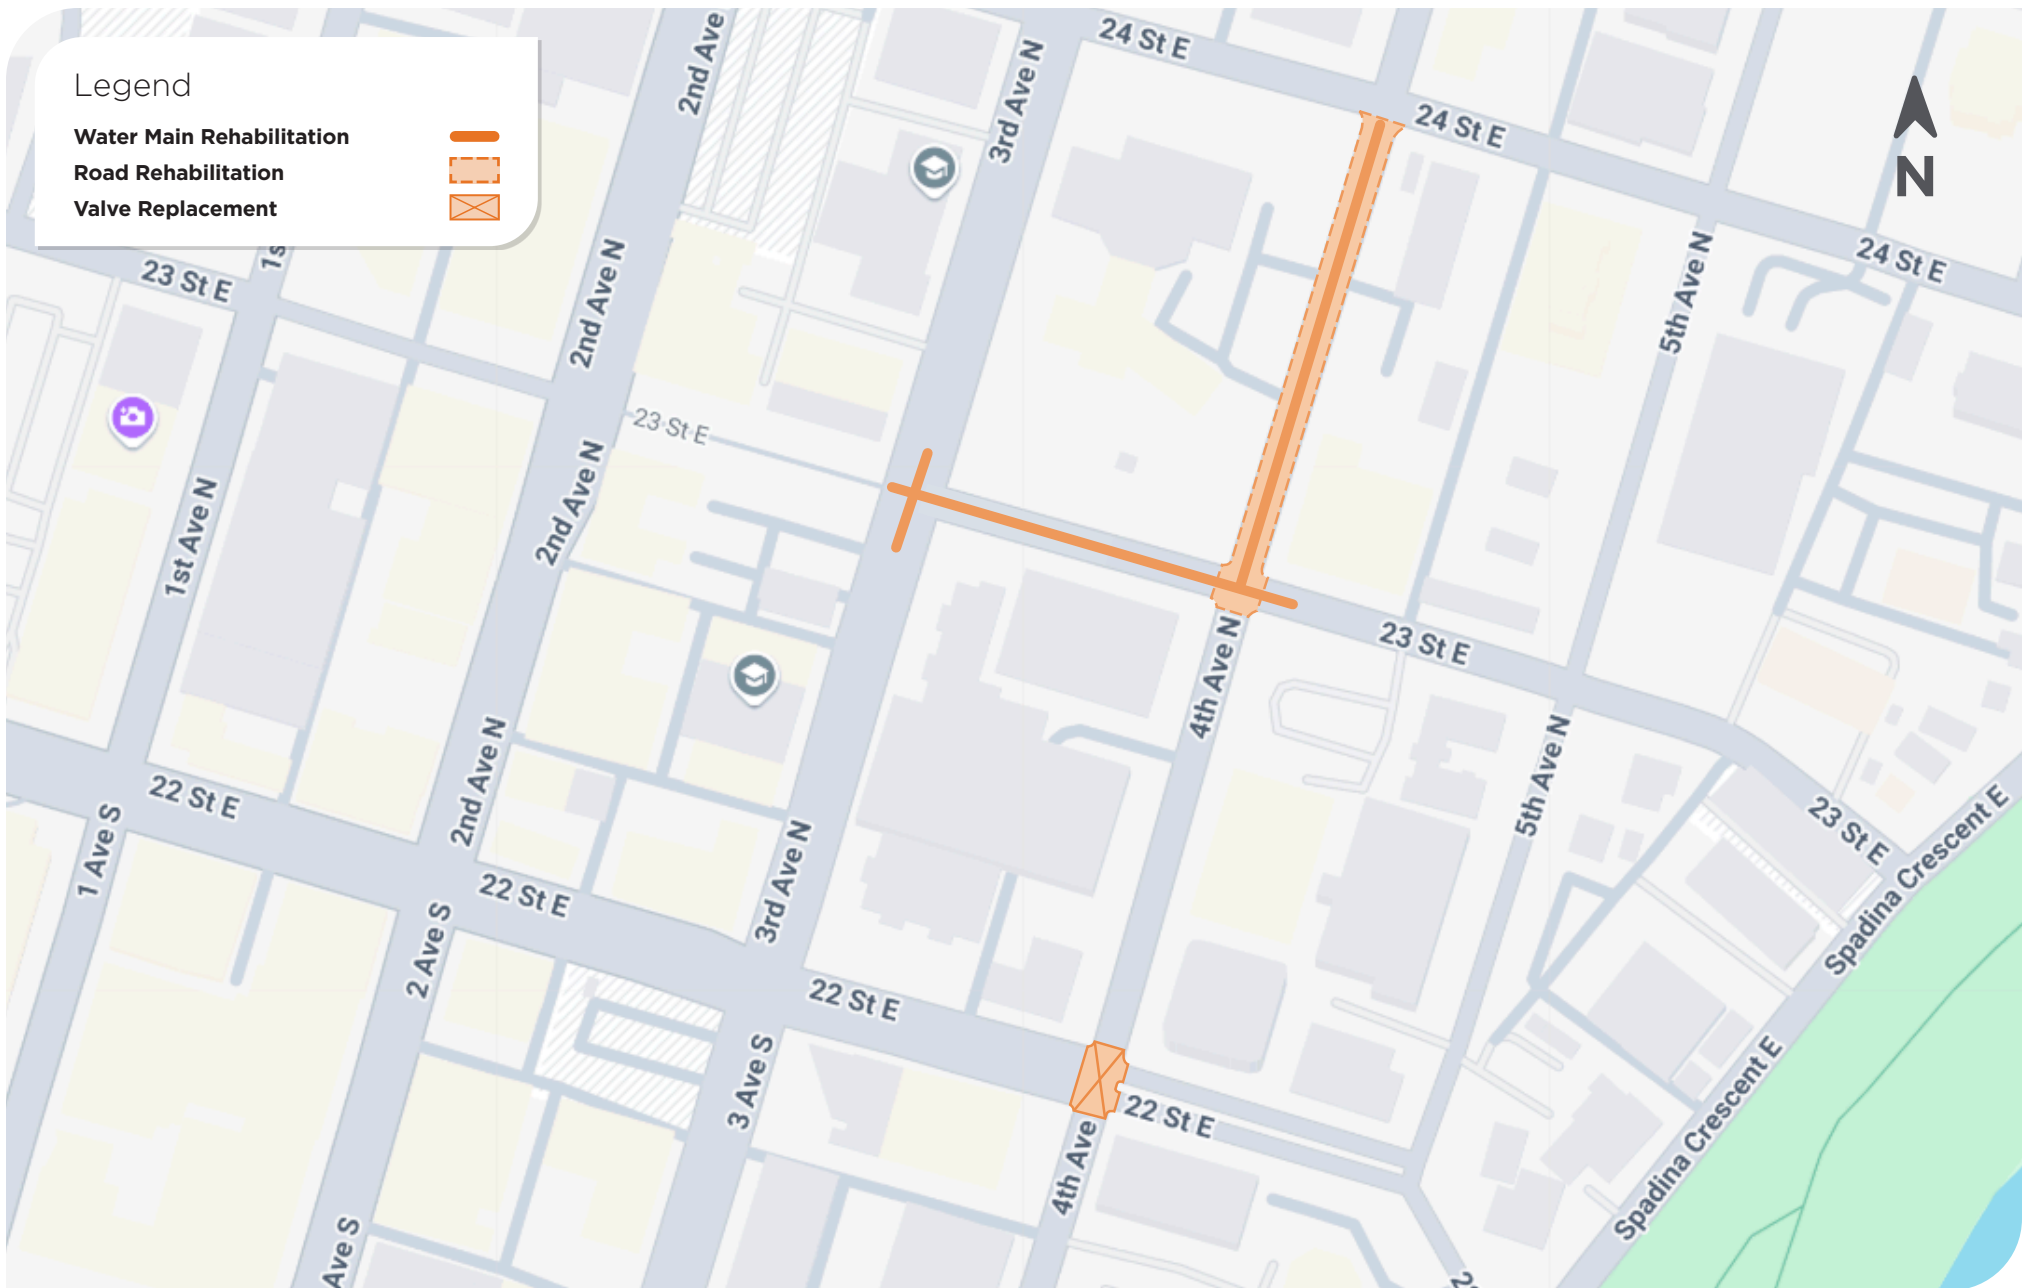 Legend
Water Main Rehabilitation
Road Rehabilitation
Valve Replacement
N
24 St E
24 St E
24 St E
2nd Ave
3rd Ave N
23 St E
2nd Ave N
5th Ave N
23 St E
1st Ave N
2nd Ave N
4th Ave N
23 St E
22 St E
2nd Ave N
5th Ave N
1 Ave S
23 St E
22 St E
3rd Ave N
Spadina Crescent E
2 Ave S
22 St E
3 Ave S
22 St E
4th Ave
Spadina Crescent E
Ave S